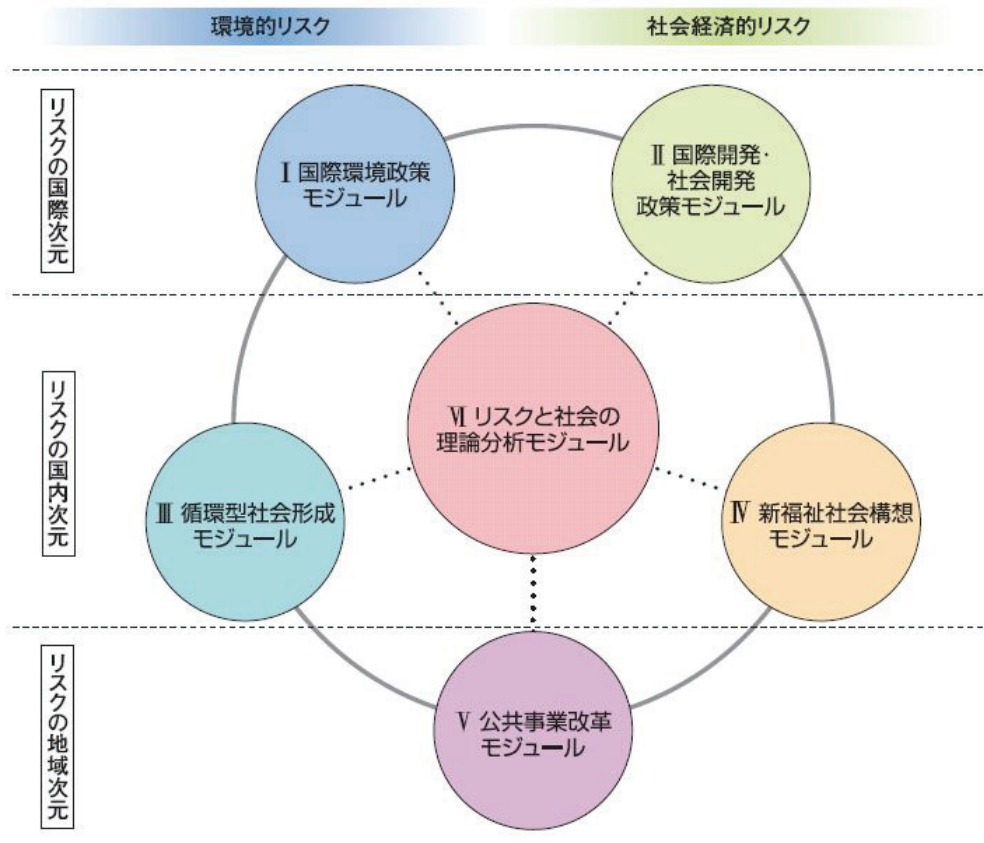 環境的リスク
社会経済的リスク
リスクの国際次元
Ⅰ 国際環境政策
モジュール
Ⅱ 国際開発・
社会開発
政策モジュール
リスクの国内次元
Ⅵ リスクと社会の
理論分析モジュール
Ⅲ 循環型社会形成
モジュール
Ⅳ 新福祉社会構想
モジュール
リスクの地域次元
Ⅴ 公共事業改革
モジュール